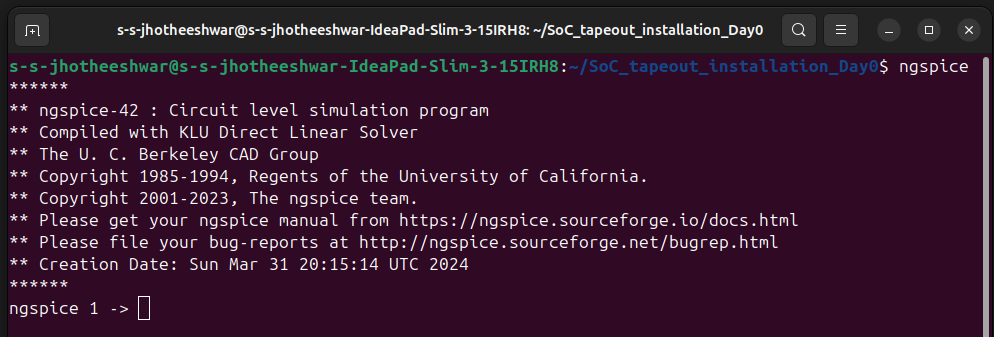 s-s-jhotheeshwar@s-s-jhotheeshwar-IdeaPad-Slim-3-15IRH8: ~/SoC_tapeout_installation_Day0
s-s-jhotheeshwar@s-s-jhotheeshwar-IdeaPad-Slim-3-15IRH8:~/SoC_tapeout_installation_Day0$ ngspice
******
** ngspice-42 : Circuit level simulation program
** Compiled with KLU Direct Linear Solver
** The U. C. Berkeley CAD Group
** Copyright 1985-1994, Regents of the University of California.
** Copyright 2001-2023, The ngspice team.
** Please get your ngspice manual from https://ngspice.sourceforge.io/docs.html
** Please file your bug-reports at http://ngspice.sourceforge.net/bugrep.html
** Creation Date: Sun Mar 31 20:15:14 UTC 2024
******
ngspice 1 ->